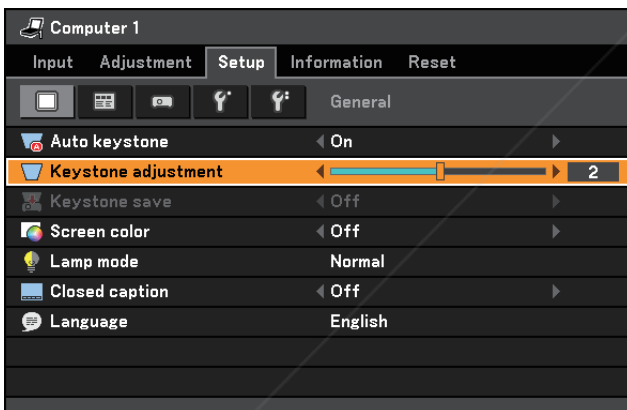 Computer 1
Input Adjustment Setup Information Reset
General
Auto keystone On
Keystone adjustment 2
Keystone save Off
Screen color Off
Lamp mode Normal
Closed caption Off
Language English